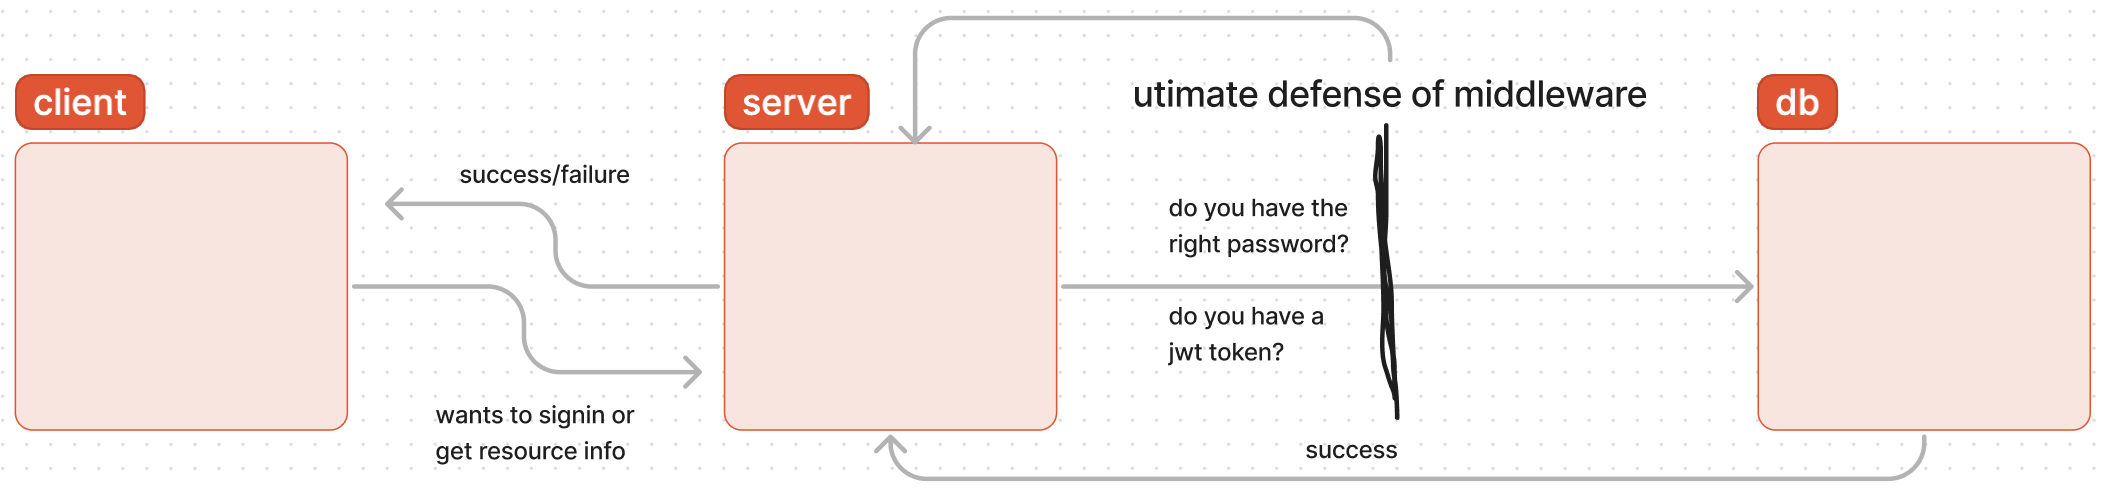 client
server
utimate defense of middleware
db
success/failure
do you have the
right password?
do you have a
jwt token?
wants to signin or
get resource info
success